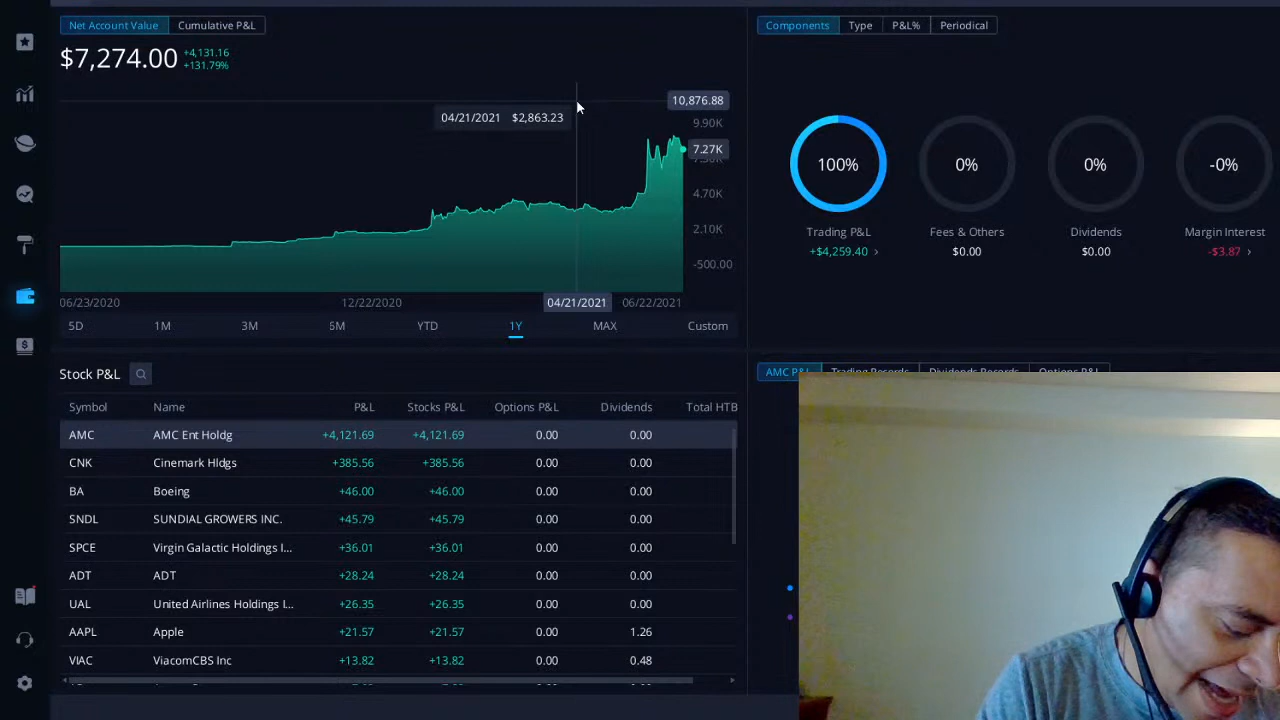 Net Account Value
Cumulative P&L
$7,274.00
+4,131.16
+131.79%
04/21/2021 $2,863.23
10,876.88
9.90K
7.27K
4.70K
2.10K
-500.00
06/23/2020
12/22/2020
04/21/2021
06/22/2021
5D 1M 3M 6M YTD 1Y MAX Custom
Components Type P&L% Periodical
100% 0% 0% -0%
Trading P&L Fees & Others Dividends Margin Interest
+$4,259.40 › $0.00 $0.00 -$3.87 ›
Stock P&L
Symbol Name P&L Stocks P&L Options P&L Dividends Total HTB
AMC AMC Ent Holdg +4,121.69 +4,121.69 0.00 0.00
CNK Cinemark Hldgs +385.56 +385.56 0.00 0.00
BA Boeing +46.00 +46.00 0.00 0.00
SNDL SUNDIAL GROWERS INC. +45.79 +45.79 0.00 0.00
SPCE Virgin Galactic Holdings I... +36.01 +36.01 0.00 0.00
ADT ADT +28.24 +28.24 0.00 0.00
UAL United Airlines Holdings I... +26.35 +26.35 0.00 0.00
AAPL Apple +21.57 +21.57 0.00 1.26
VIAC ViacomCBS Inc +13.82 +13.82 0.00 0.48
AMC P&L Trading Records Dividends Records Options P&L